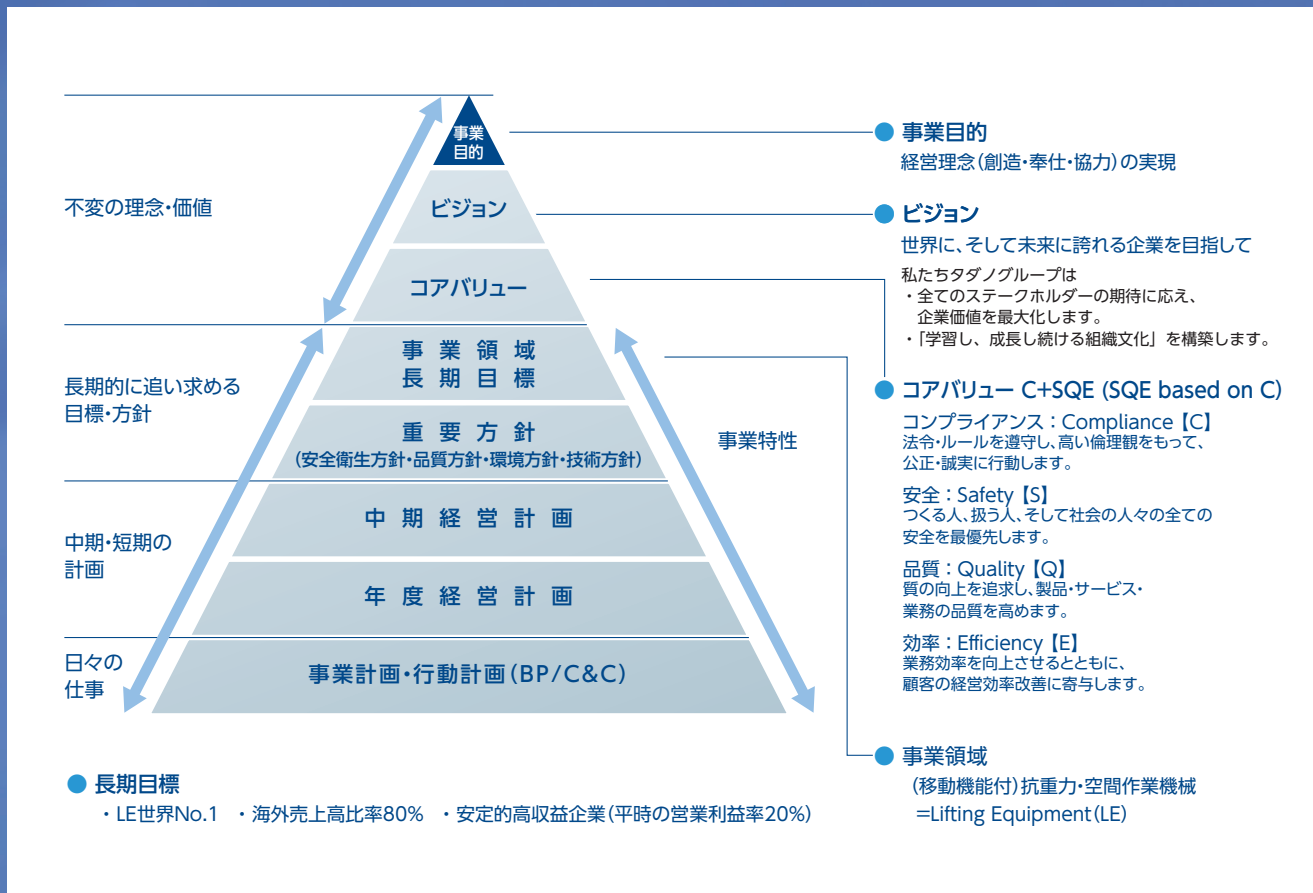 不変の理念・価値
長期的に追い求める
目標・方針
中期・短期の
計画
日々の
仕事
事業
目的
ビジョン
コアバリュー
事業領域
長期目標
重要方針
(安全衛生方針・品質方針・環境方針・技術方針)
中期経営計画
年度経営計画
事業計画・行動計画(BP/C&C)
事業特性
● 事業目的
経営理念(創造・奉仕・協力)の実現
● ビジョン
世界に、そして未来に誇れる企業を目指して
私たちタダノグループは
・全てのステークホルダーの期待に応え、
企業価値を最大化します。
・「学習し、成長し続ける組織文化」を構築します。
● コアバリュー C+SQE (SQE based on C)
コンプライアンス：Compliance【C】
法令・ルールを遵守し、高い倫理観をもって、
公正・誠実に行動します。
安全：Safety【S】
つくる人、扱う人、そして社会の人々の全ての
安全を最優先します。
品質：Quality【Q】
質の向上を追求し、製品・サービス・
業務の品質を高めます。
効率：Efficiency【E】
業務効率を向上させるとともに、
顧客の経営効率改善に寄与します。
● 事業領域
(移動機能付)抗重力・空間作業機械
=Lifting Equipment(LE)
● 長期目標
・LE世界No.1 ・海外売上高比率80% ・安定的高収益企業(平時の営業利益率20%)